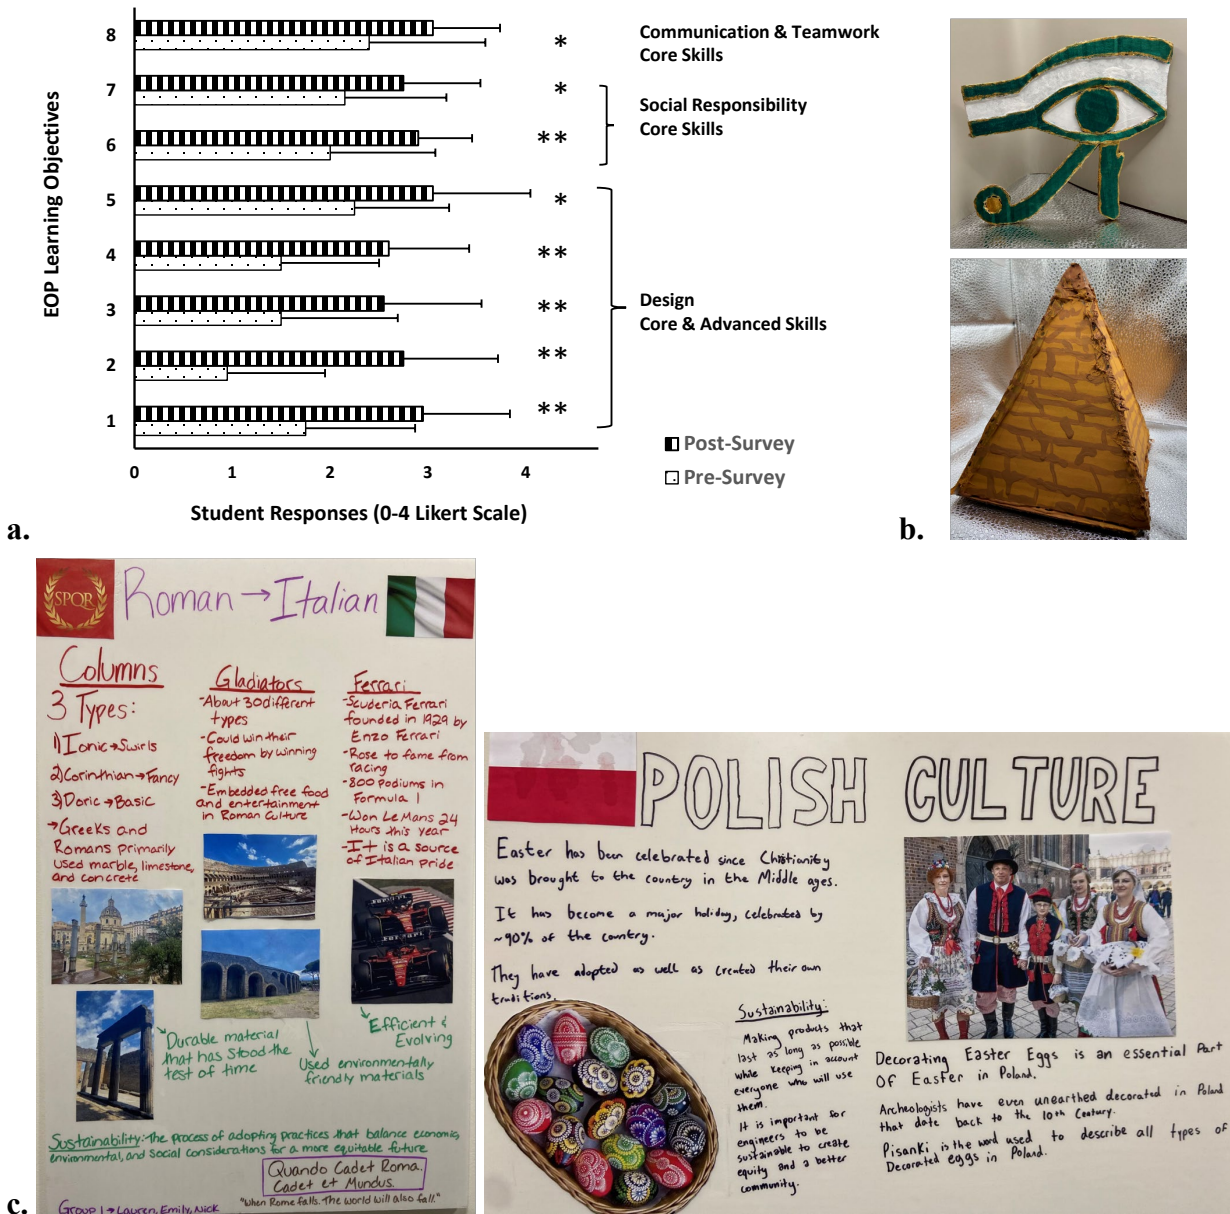 8
7
6
5
4
3
2
1
EOP Learning Objectives
*
*
**
*
**
**
**
**
Communication & Teamwork
Core Skills
Social Responsibility
Core Skills
Design
Core & Advanced Skills
Post-Survey
Pre-Survey
0 1 2 3 4
Student Responses (0-4 Likert Scale)
a.
b.
SPQR
Roman → Italian
Columns
3 Types:
1) Ionic → Swirls
2) Corinthian → Fancy
3) Doric → Basic
→ Greeks and
Romans primarily
used marble, limestone,
and concrete
Gladiators
- About 30 different
types
- Could win their
freedom by winning
fights
- Embedded free food
and entertainment
in Roman Culture
Ferrari
- Scuderia Ferrari
founded in 1929 by
Enzo Ferrari
- Rose to fame from
racing
- 800 Podiums in
Formula 1
- Won Le Mans 24
Hours this year
- It is a source
of Italian pride
Durable material
that has stood the
test of time
Used environmentally
friendly materials
Efficient &
Evolving
Sustainability: The process of adopting practices that balance economic,
environmental, and social considerations for a more equitable future
Quando Cadet Roma,
Cadet et Mundus.
"When Rome falls. The world will also fall."
Group 1 → Lauren, Emily, Nick
c.
POLISH CULTURE
Easter has been celebrated since Christianity
was brought to the country in the Middle ages.
It has become a major holiday, celebrated by
~90% of the country.
They have adopted as well as created their own
traditions.
Sustainability:
Making products that
last as long as possible
while keeping in account
everyone who will use
them.
It is important for
engineers to be
sustainable to create
equity and a better
community.
Decorating Easter Eggs is an essential Part
Of Easter in Poland.
Archeologists have even unearthed decorated in Poland
that date back to the 10th Century.
Pisanki is the word used to describe all types of
Decorated eggs in Poland.